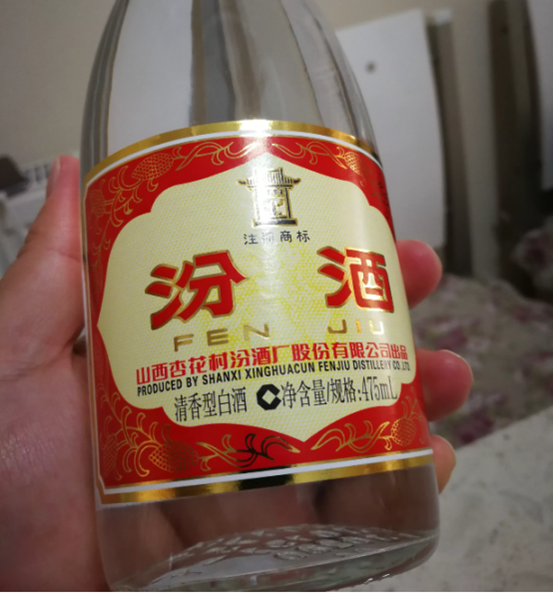 注册商标
汾酒
FEN JIU
山西杏花村汾酒厂股份有限公司出品
PRODUCED BY SHANXI XINGHUACUN FENJIU DISTILLERY CO.,LTD.
清香型白酒 净含量/规格:475mL